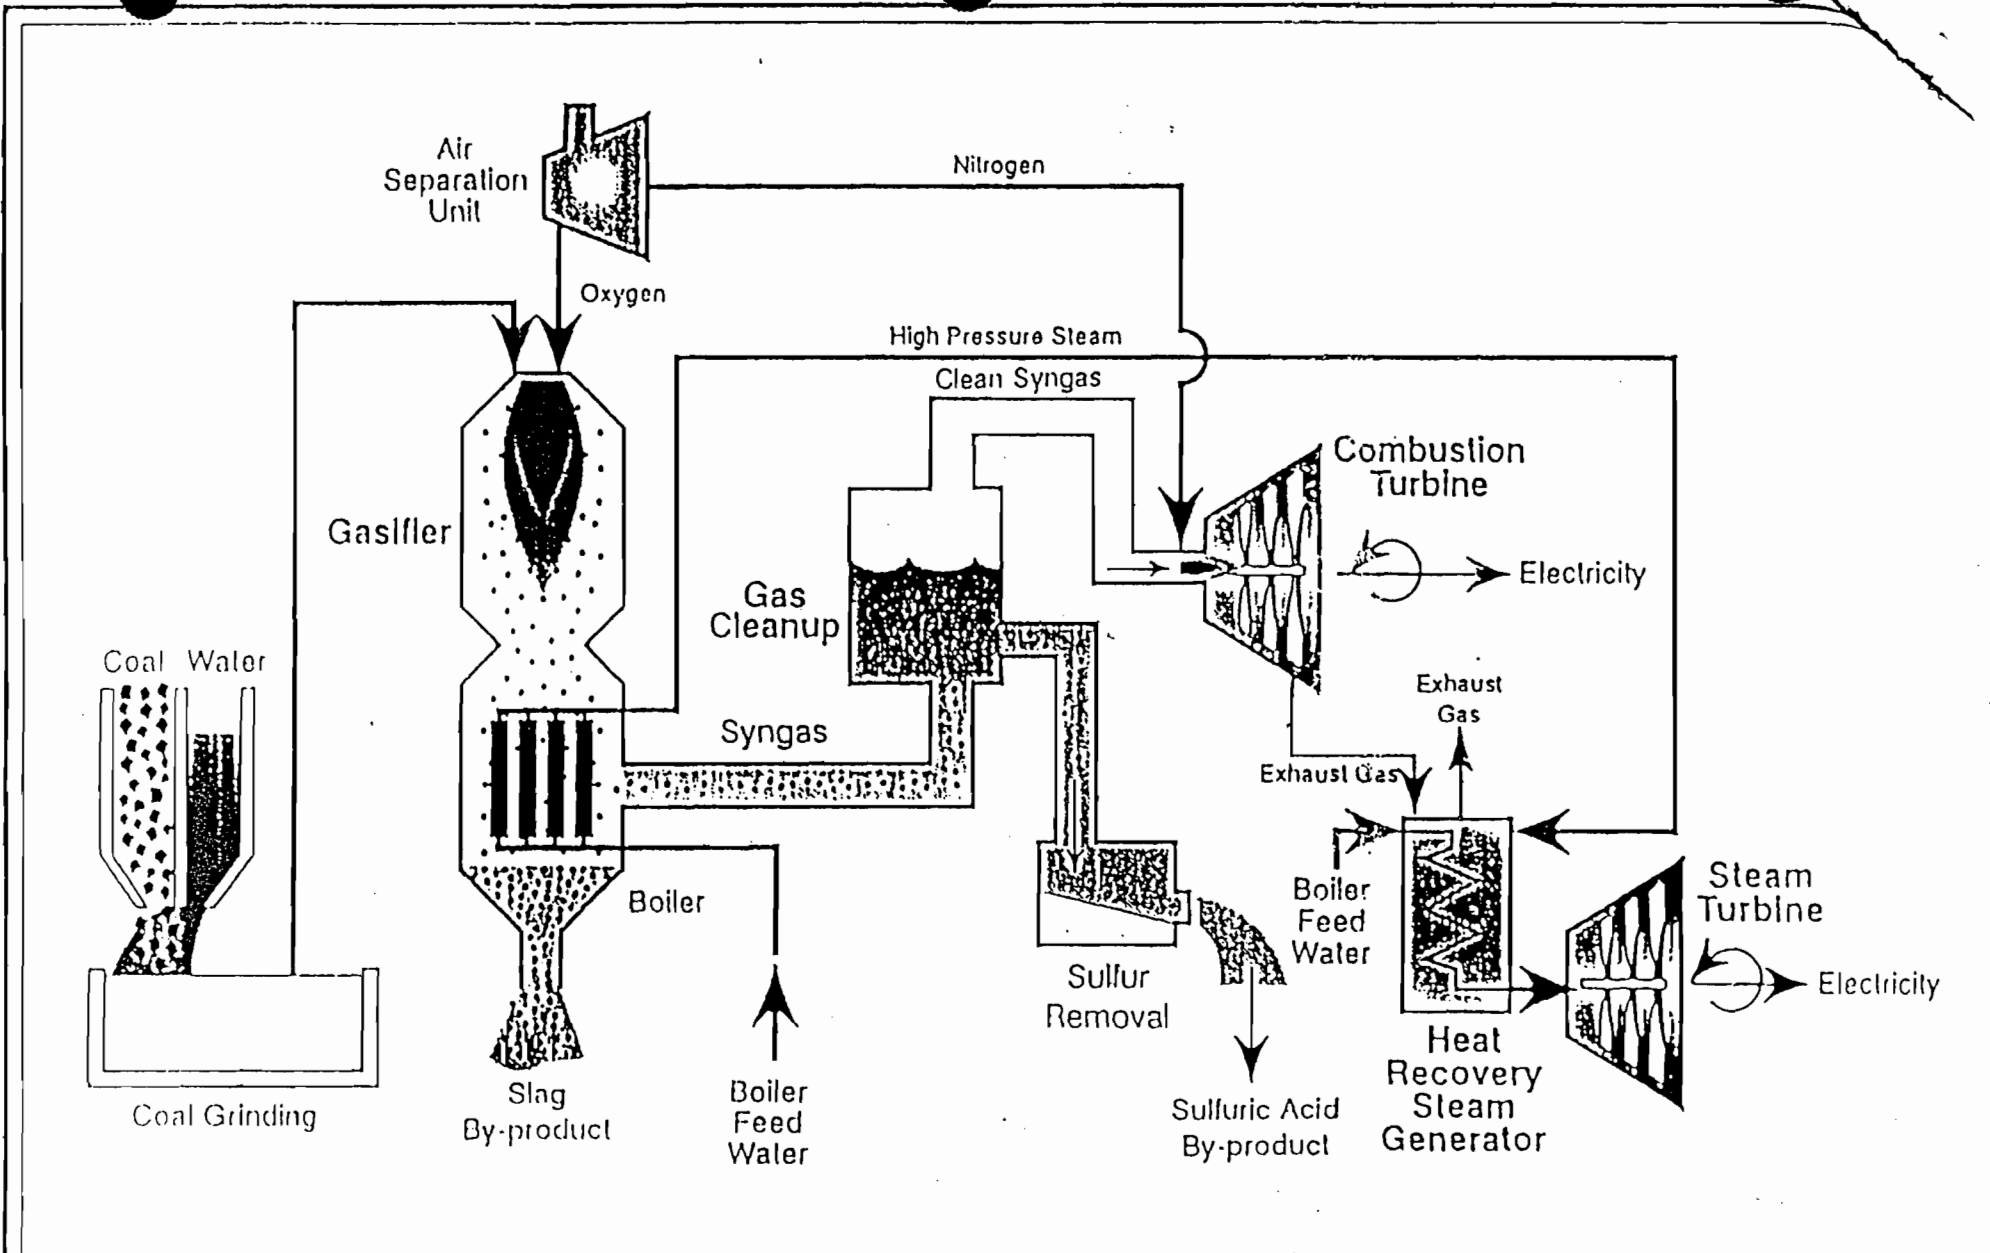 Air
Separation
Unit
Nitrogen
Oxygen
High Pressure Steam
Clean Syngas
Combustion
Turbine
Gasifier
Electricity
Gas
Cleanup
Coal Water
Exhaust
Gas
Syngas
Exhaust Gas
Boiler
Boiler
Feed
Water
Steam
Turbine
Sulfur
Removal
Electricity
Heat
Recovery
Steam
Generator
Coal Grinding
Slag
By-product
Boiler
Feed
Water
Sulfuric Acid
By-product